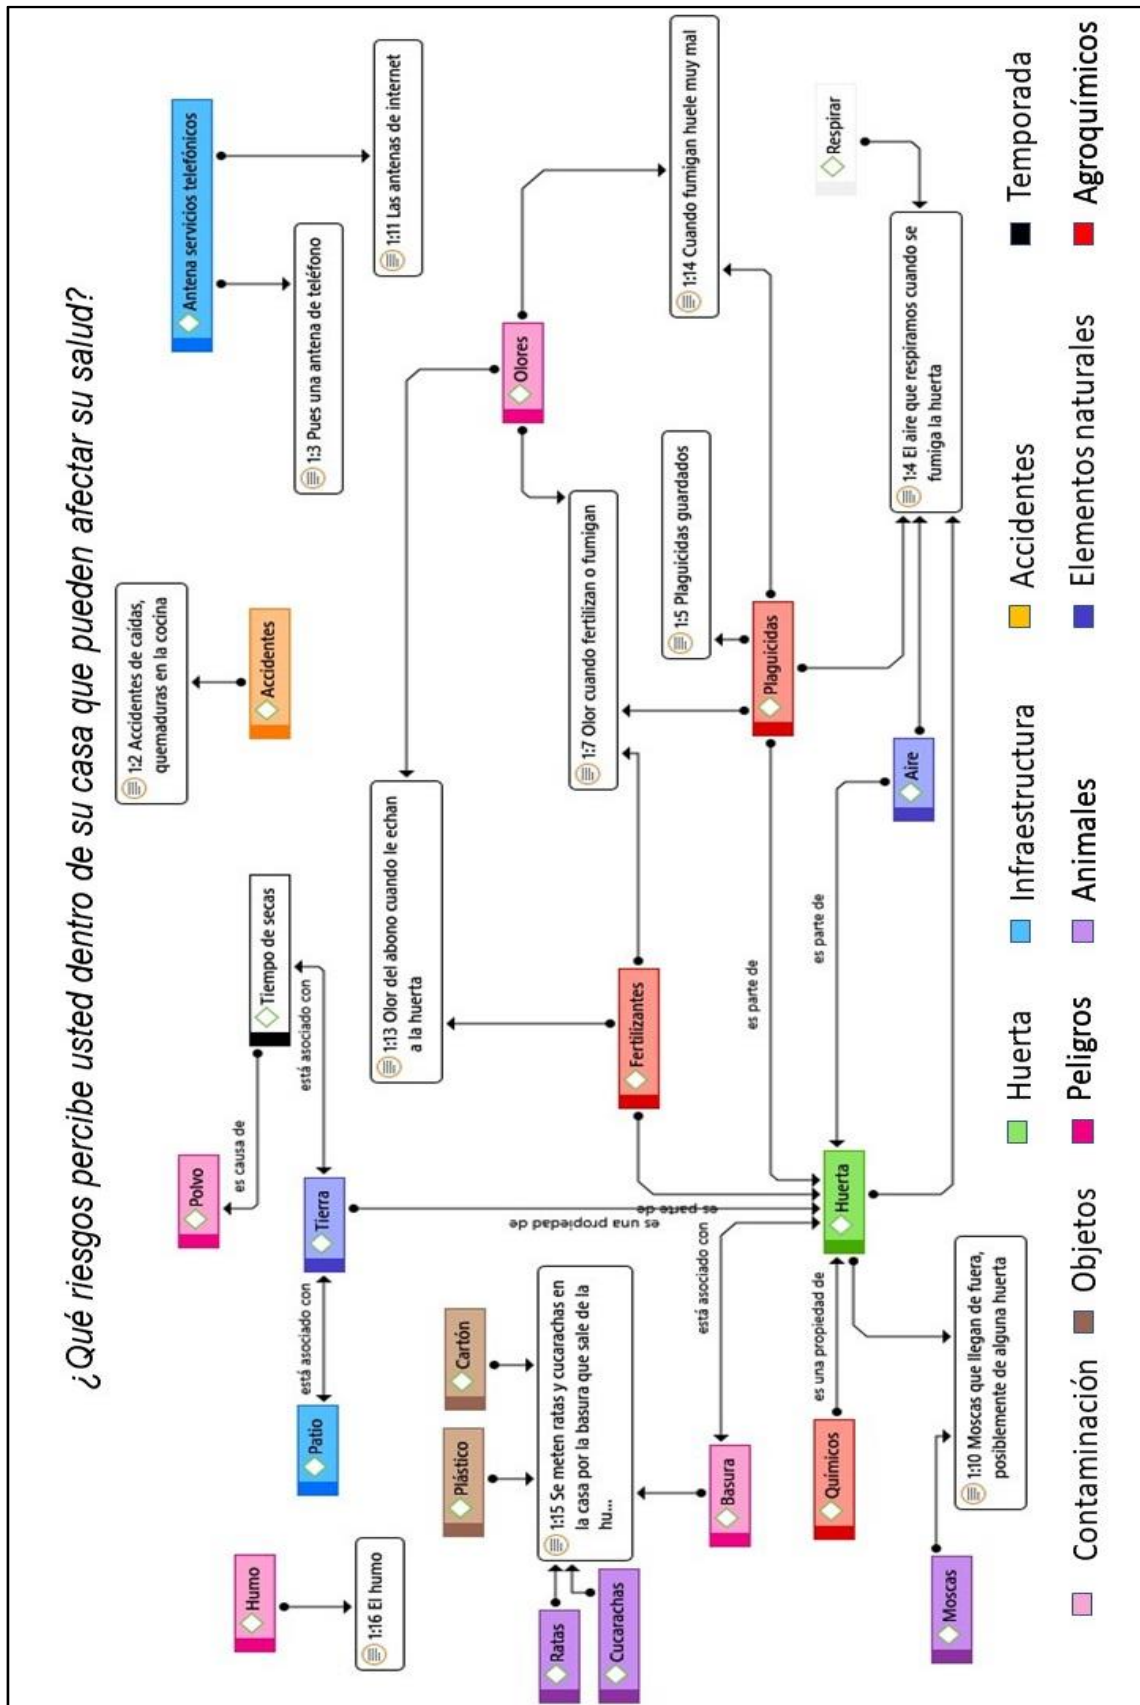 ¿Qué riesgos percibe usted dentro de su casa que pueden afectar su salud?
Humo
1:16 El humo
Patio
está asociado con
Tierra
Polvo
es causa de
Tiempo de secas
está asociado con
1:2 Accidentes de caídas,
quemaduras en la cocina
Accidentes
Antena servicios telefónicos
1:3 Pues una antena de teléfono
1:11 Las antenas de internet
Plástico
Cartón
1:13 Olor del abono cuando le echan
a la huerta
Olores
Ratas
Cucarachas
1:15 Se meten ratas y cucarachas en
la casa por la basura que sale de la
hu...
es una propiedad de
es parte de
Fertilizantes
1:7 Olor cuando fertilizan o fumigan
1:5 Plaguicidas guardados
1:14 Cuando fumigan huele muy mal
Basura
está asociado con
es parte de
Plaguicidas
Químicos
es una propiedad de
Huerta
es parte de
Aire
Respirar
1:4 El aire que respiramos cuando se
fumiga la huerta
Moscas
1:10 Moscas que llegan de fuera,
posiblemente de alguna huerta
Contaminación
Objetos
Huerta
Infraestructura
Accidentes
Temporada
Peligros
Animales
Elementos naturales
Agroquímicos